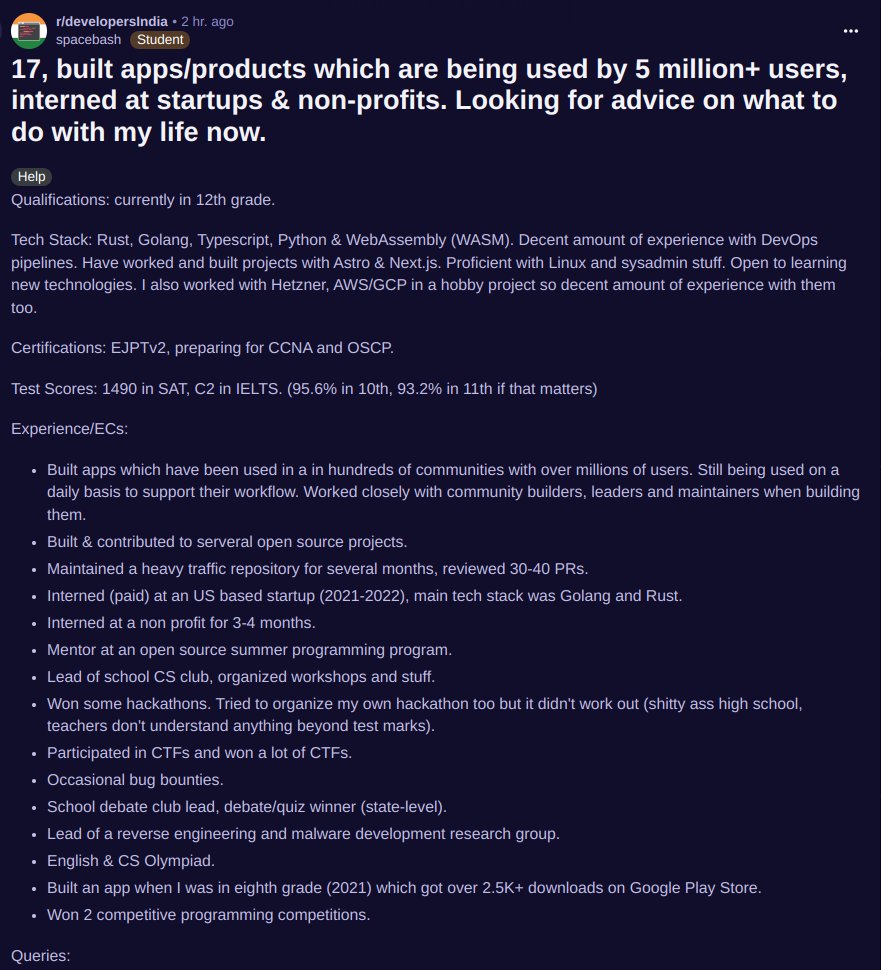 r/developersIndia • 2 hr. ago
spacebash Student
17, built apps/products which are being used by 5 million+ users,
interned at startups & non-profits. Looking for advice on what to
do with my life now.
Help
Qualifications: currently in 12th grade.
Tech Stack: Rust, Golang, Typescript, Python & WebAssembly (WASM). Decent amount of experience with DevOps
pipelines. Have worked and built projects with Astro & Next.js. Proficient with Linux and sysadmin stuff. Open to learning
new technologies. I also worked with Hetzner, AWS/GCP in a hobby project so decent amount of experience with them
too.
Certifications: EJPTv2, preparing for CCNA and OSCP.
Test Scores: 1490 in SAT, C2 in IELTS. (95.6% in 10th, 93.2% in 11th if that matters)
Experience/ECs:
• Built apps which have been used in a in hundreds of communities with over millions of users. Still being used on a
daily basis to support their workflow. Worked closely with community builders, leaders and maintainers when building
them.
• Built & contributed to serveral open source projects.
• Maintained a heavy traffic repository for several months, reviewed 30-40 PRs.
• Interned (paid) at an US based startup (2021-2022), main tech stack was Golang and Rust.
• Interned at a non profit for 3-4 months.
• Mentor at an open source summer programming program.
• Lead of school CS club, organized workshops and stuff.
• Won some hackathons. Tried to organize my own hackathon too but it didn't work out (shitty ass high school,
teachers don't understand anything beyond test marks).
• Participated in CTFs and won a lot of CTFs.
• Occasional bug bounties.
• School debate club lead, debate/quiz winner (state-level).
• Lead of a reverse engineering and malware development research group.
• English & CS Olympiad.
• Built an app when I was in eighth grade (2021) which got over 2.5K+ downloads on Google Play Store.
• Won 2 competitive programming competitions.
Queries: